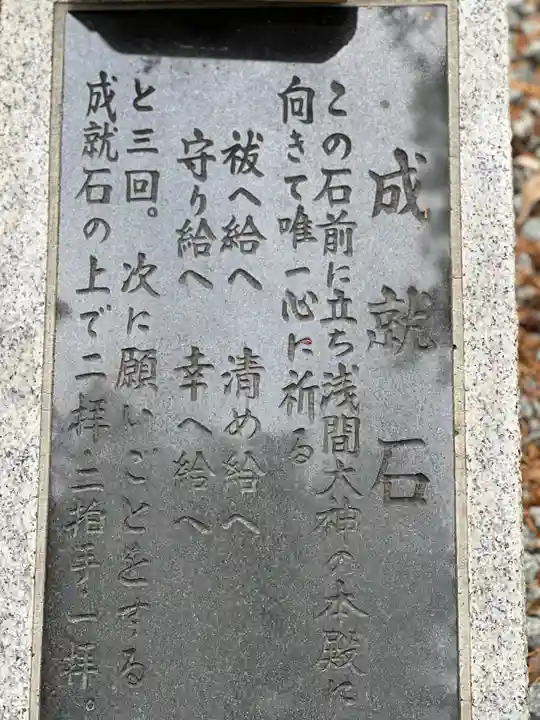 成就石
この石前に立ち浅間大神の本殿に
向きて唯一心に祈る
祓へ給へ 清め給へ
守り給へ 幸へ給へ
と三回。次に願いごとをする
成就石の上で二拝・二拍手・一拝。